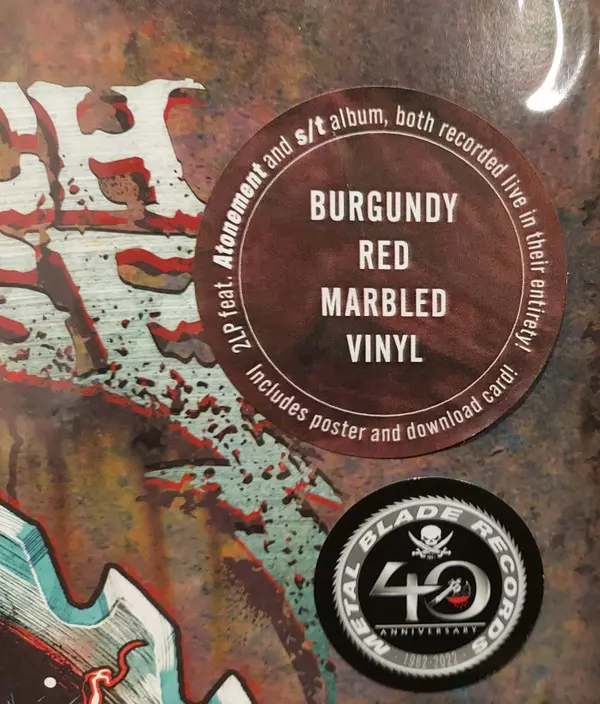 CH
2LP feat. Atonement and s/t album, both recorded live in their entirety!
BURGUNDY
RED
MARBLED
VINYL
Includes poster and download card!
METAL BLADE RECORDS
40
ANNIVERSARY
· 1982-2022 ·